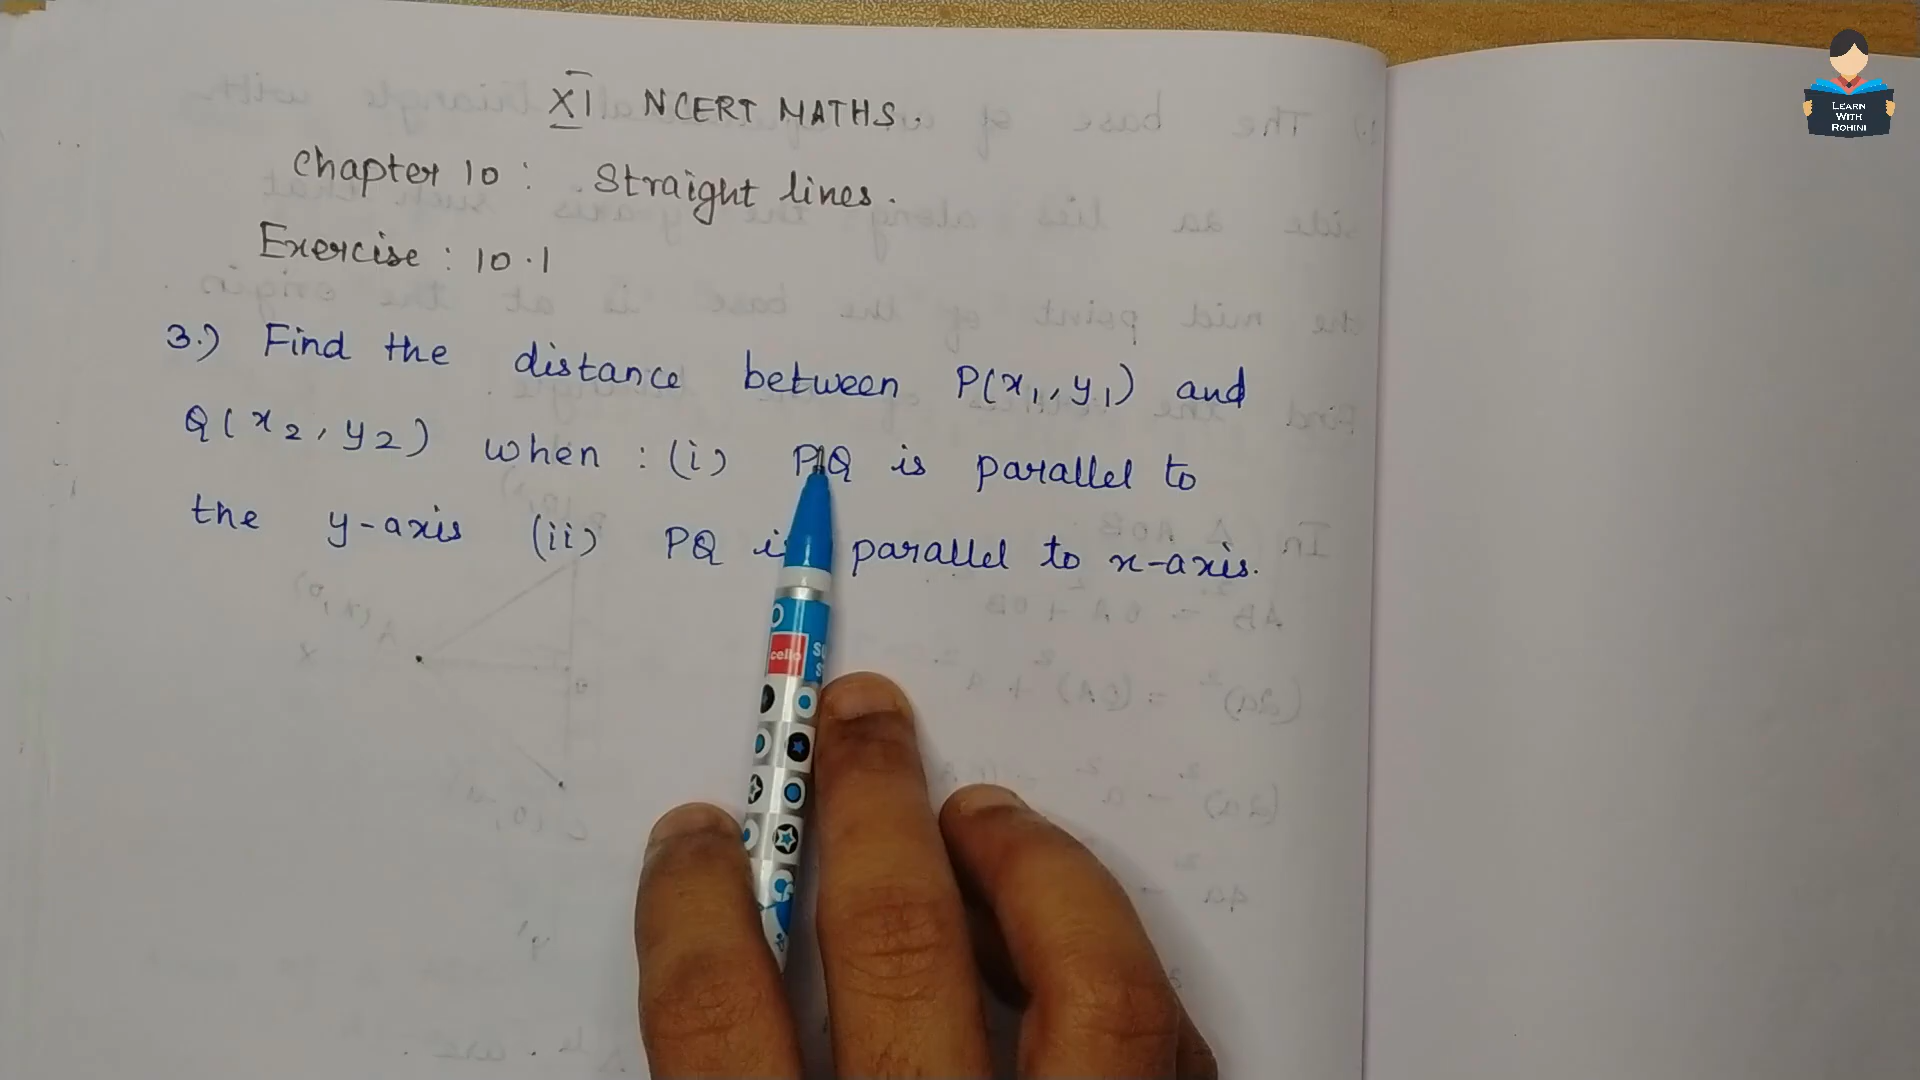 XI NCERT MATHS.
Chapter 10 : Straight lines.
Exercise : 10.1
3.) Find the distance between P(x₁, y₁) and
Q(x₂, y₂) when : (i) PQ is parallel to
the y-axis (ii) PQ is parallel to x-axis.
LEARN
WITH
ROHINI
cello